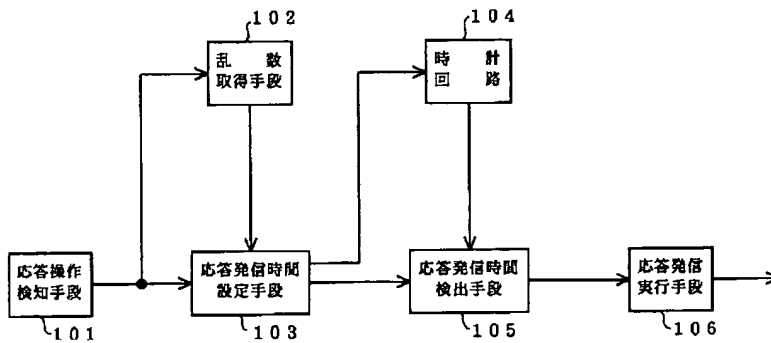 102
乱数
取得手段
104
時計
回路
応答操作
検知手段
101
応答発信時間
設定手段
103
応答発信時間
検出手段
105
応答発信
実行手段
106